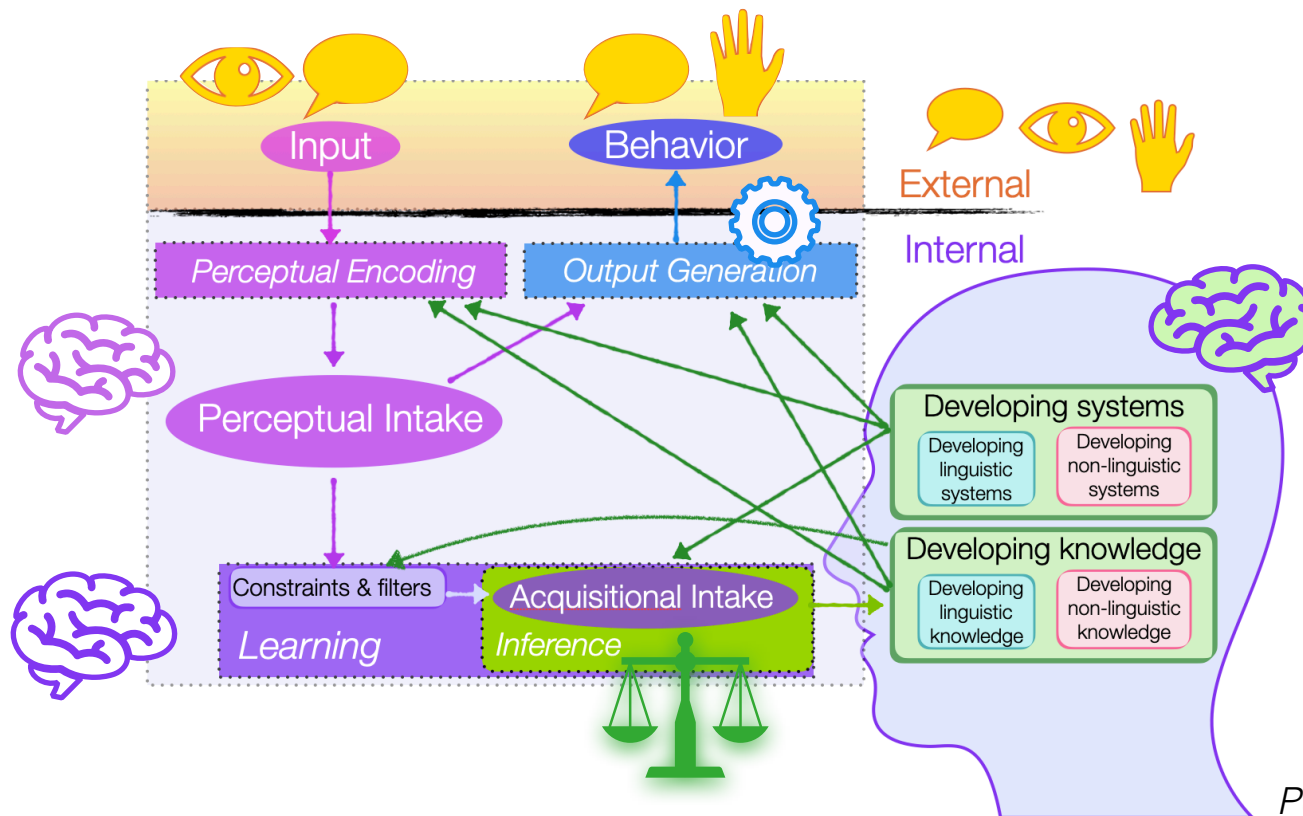 Input
Behavior
External
Internal
Perceptual Encoding
Output Generation
Perceptual Intake
Developing systems
Developing
linguistic
systems
Developing
non-linguistic
systems
Developing knowledge
Developing
linguistic
knowledge
Developing
non-linguistic
knowledge
Constraints & filters
Acquisitional Intake
Learning
Inference
P